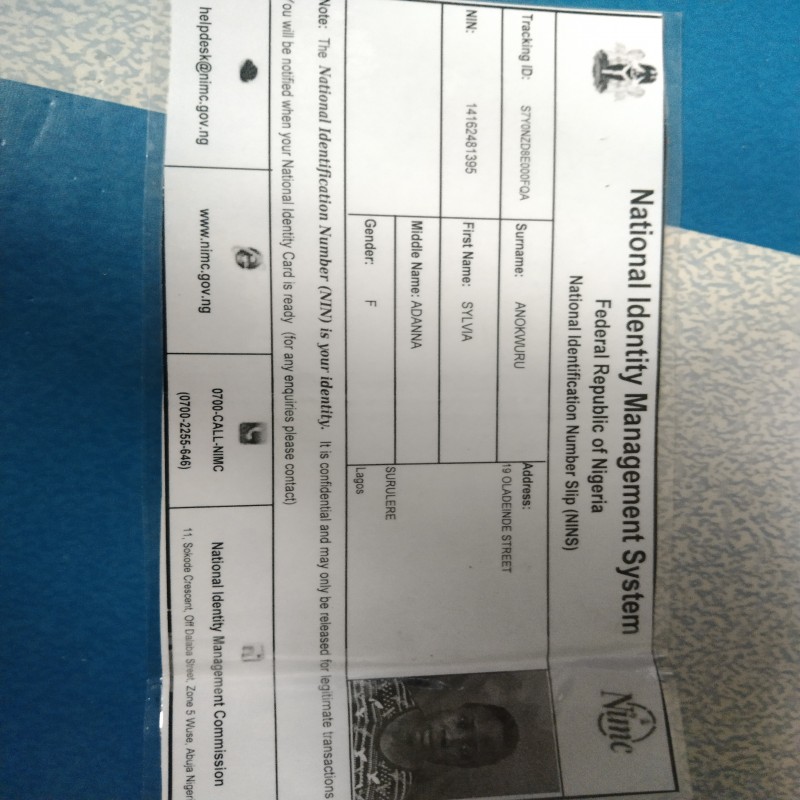 National Identity Management System
Federal Republic of Nigeria
National Identification Number Slip (NINS)
Nimc
Tracking ID: S7Y0NZD8E000FQA
Surname: ANOKWURU
Address:
19 OLADEINDE STREET
NIN: 14162481395
First Name: SYLVIA
Middle Name: ADANNA
Gender: F
SURULERE
Lagos
Note: The National Identification Number (NIN) is your identity. It is confidential and may only be released for legitimate transactions
You will be notified when your National Identity Card is ready (for any enquiries please contact)
helpdesk@nimc.gov.ng
www.nimc.gov.ng
0700-CALL-NIMC
(0700-2255-646)
National Identity Management Commission
11, Sokode Crescent, Off Dalaba Street, Zone 5 Wuse, Abuja Niger